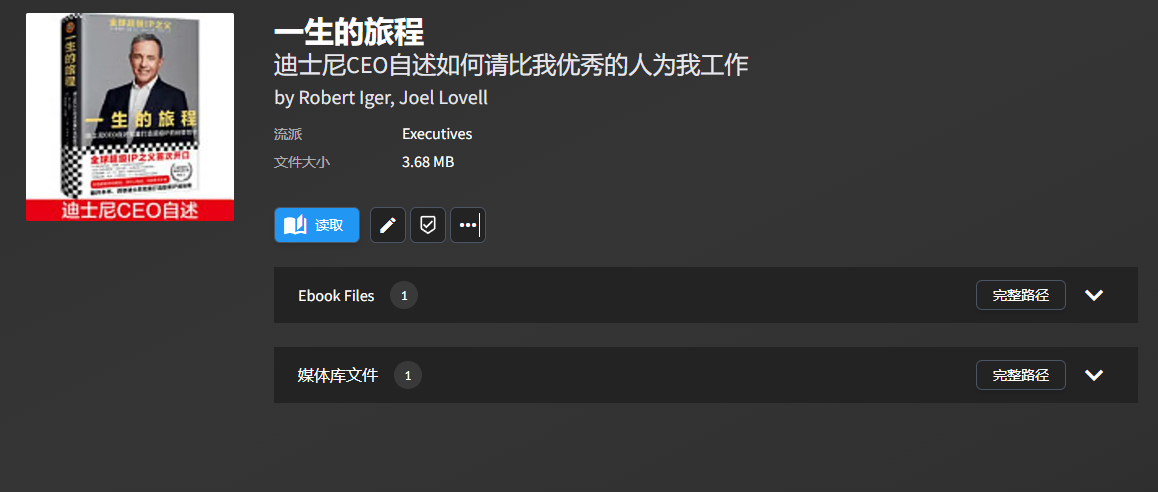 全球超级IP之父
一生的旅程
一生的旅程
全球超级IP之父首次开口
迪士尼CEO自述
一生的旅程
迪士尼CEO自述如何请比我优秀的人为我工作
by Robert Iger, Joel Lovell
流派 Executives
文件大小 3.68 MB
读取
Ebook Files 1 完整路径
媒体库文件 1 完整路径